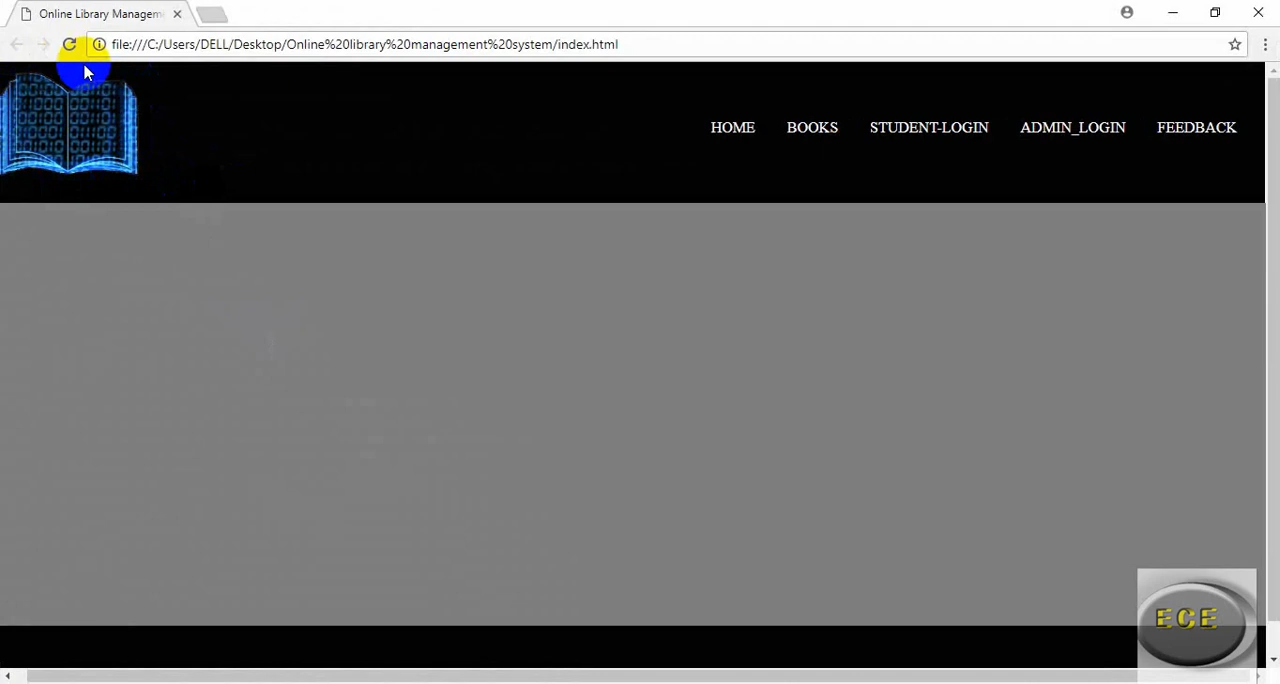 Online Library Managem
file:///C:/Users/DELL/Desktop/Online%20library%20management%20system/index.html
HOME BOOKS STUDENT-LOGIN ADMIN_LOGIN FEEDBACK
ECE